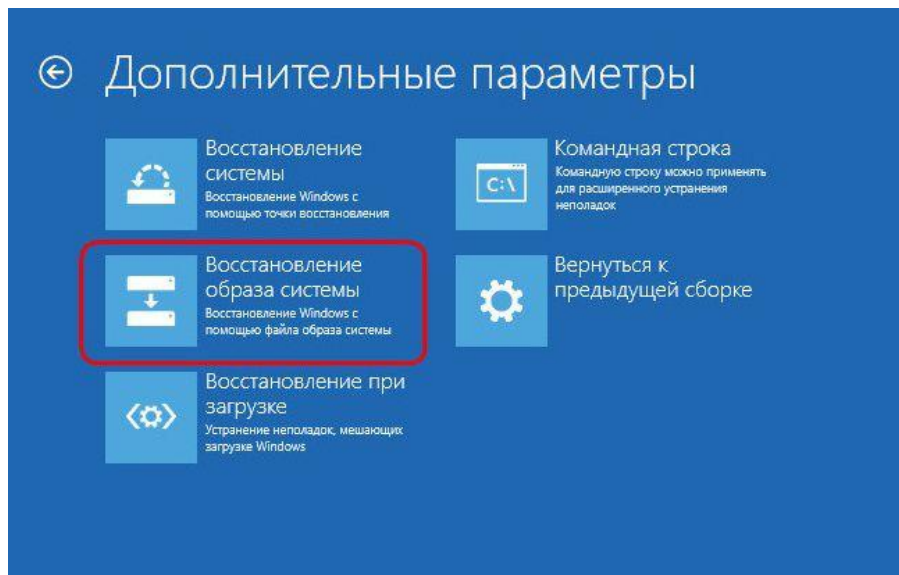 Дополнительные параметры
Восстановление
системы
Восстановление Windows с
помощью точки восстановления
Восстановление
образа системы
Восстановление Windows с
помощью файла образа системы
Восстановление при
загрузке
Устранение неполадок, мешающих
загрузке Windows
C:\
Командная строка
Командную строку можно применять
для расширенного устранения
неполадок
Вернуться к
предыдущей сборке